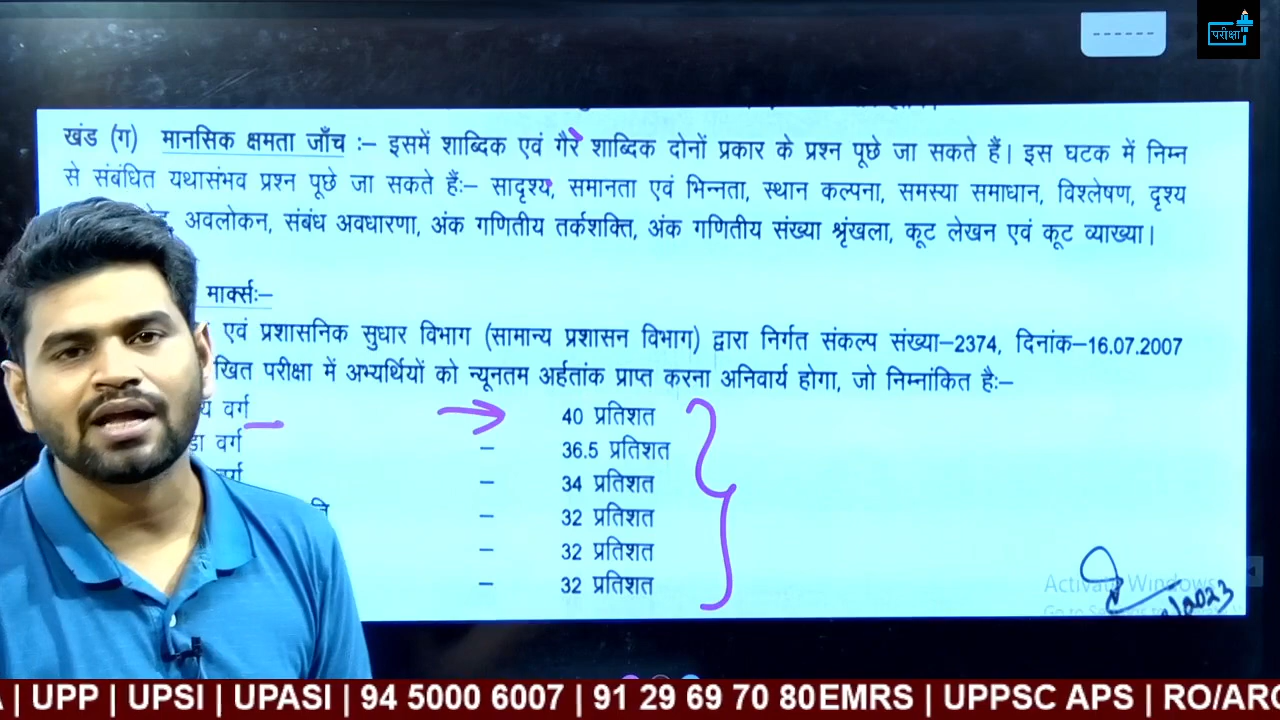 ------
परीक्षा
खंड (ग) मानसिक क्षमता जाँच :– इसमें शाब्दिक एवं गैर शाब्दिक दोनों प्रकार के प्रश्न पूछे जा सकते हैं। इस घटक में निम्न
से संबंधित यथासंभव प्रश्न पूछे जा सकते हैंः– सादृश्य, समानता एवं भिन्नता, स्थान कल्पना, समस्या समाधान, विश्लेषण, दृश्य
अवलोकन, संबंध अवधारणा, अंक गणितीय तर्कशक्ति, अंक गणितीय संख्या श्रृंखला, कूट लेखन एवं कूट व्याख्या।
मार्क्सः–
एवं प्रशासनिक सुधार विभाग (सामान्य प्रशासन विभाग) द्वारा निर्गत संकल्प संख्या–2374, दिनांक–16.07.2007
परीक्षा में अभ्यर्थियों को न्यूनतम अर्हतांक प्राप्त करना अनिवार्य होगा, जो निम्नांकित हैः–
वर्ग 40 प्रतिशत
वर्ग – 36.5 प्रतिशत
– 34 प्रतिशत
– 32 प्रतिशत
– 32 प्रतिशत
– 32 प्रतिशत
Activate Windows
| UPP | UPSI | UPASI | 94 5000 6007 | 91 29 69 70 80 EMRS | UPPSC APS |